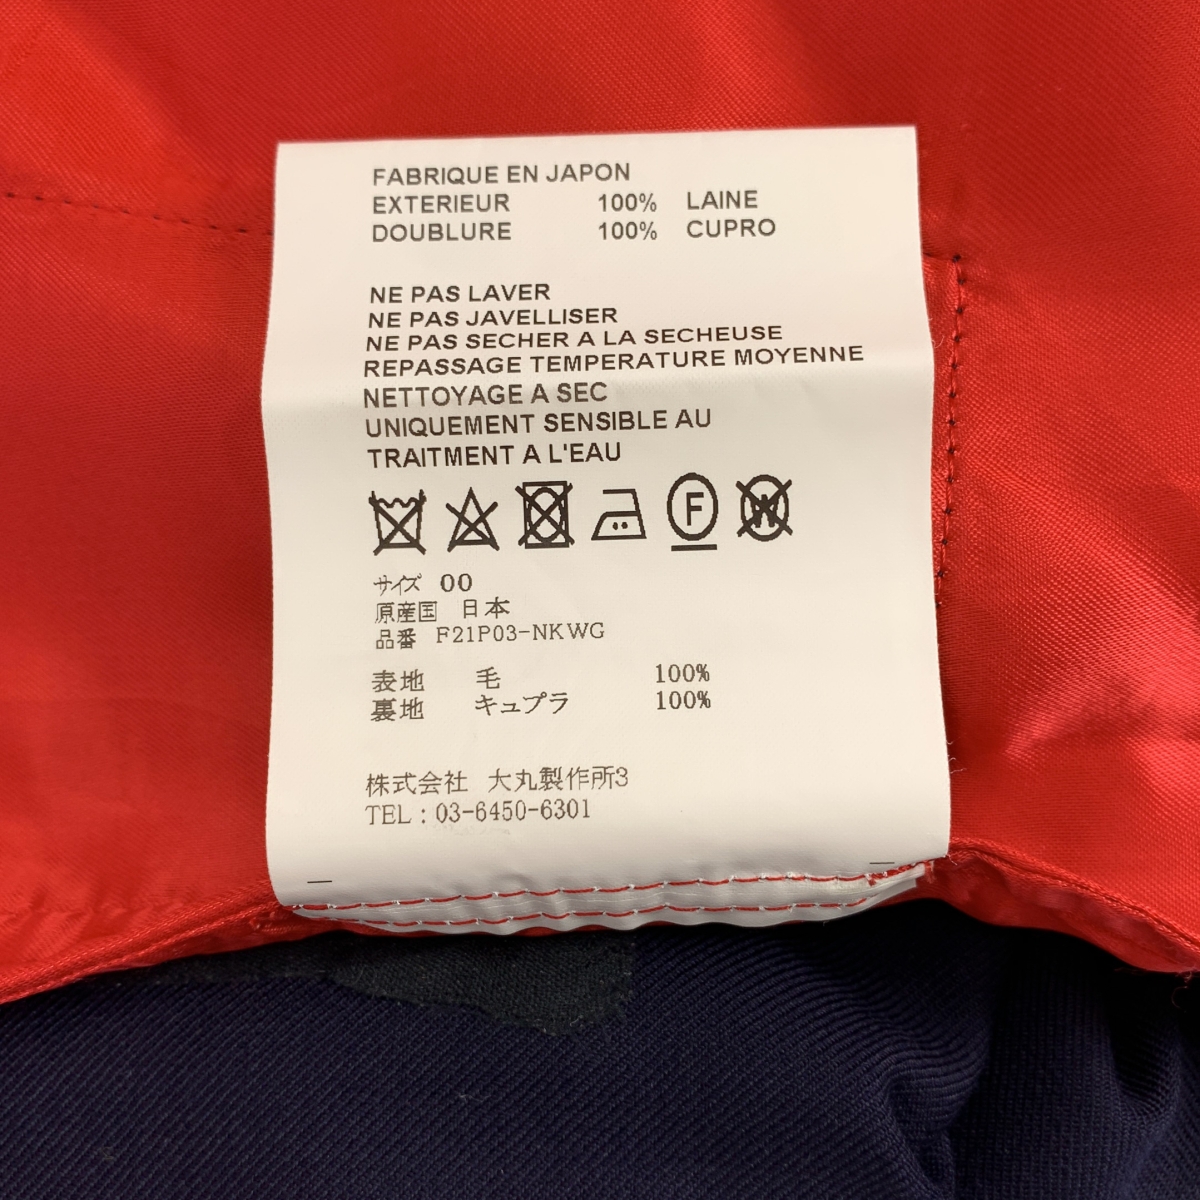 FABRIQUE EN JAPON
EXTERIEUR 100% LAINE
DOUBLURE 100% CUPRO
NE PAS LAVER
NE PAS JAVELLISER
NE PAS SECHER A LA SECHEUSE
REPASSAGE TEMPERATURE MOYENNE
NETTOYAGE A SEC
UNIQUEMENT SENSIBLE AU
TRAITMENT A L'EAU
F W
サイズ 00
原産国 日本
品番 F21P03-NKWG
表地 毛 100%
裏地 キュプラ 100%
株式会社 大丸製作所3
TEL : 03-6450-6301